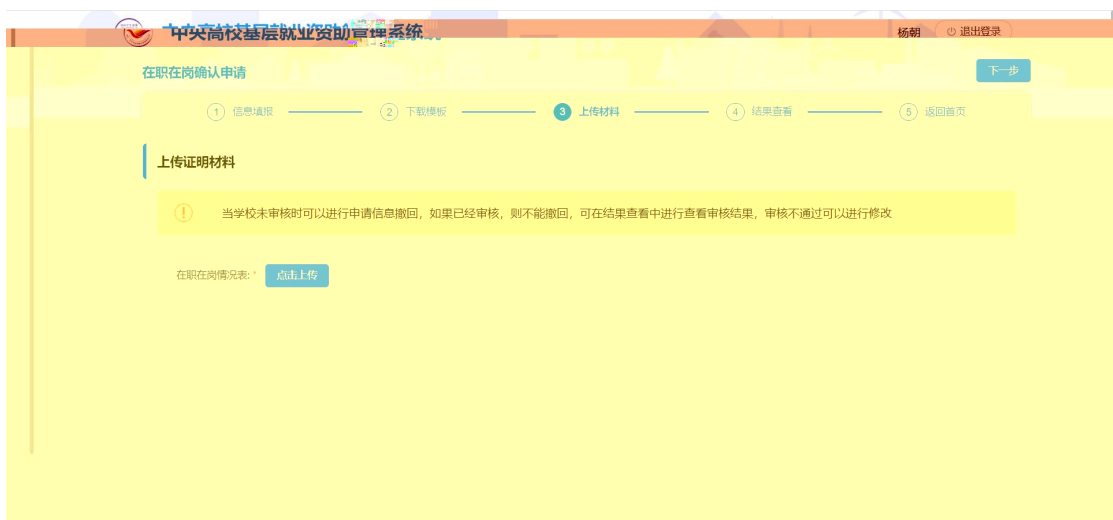 中央高校基层就业资助管理系统
杨朝 退出登录
在职在岗确认申请 下一步
1 信息填报 2 下载模板 3 上传材料 4 结果查看 5 返回首页
上传证明材料
当学校未审核时可以进行申请信息撤回，如果已经审核，则不能撤回，可在结果查看中进行查看审核结果，审核不通过可以进行修改
在职在岗情况表: * 点击上传